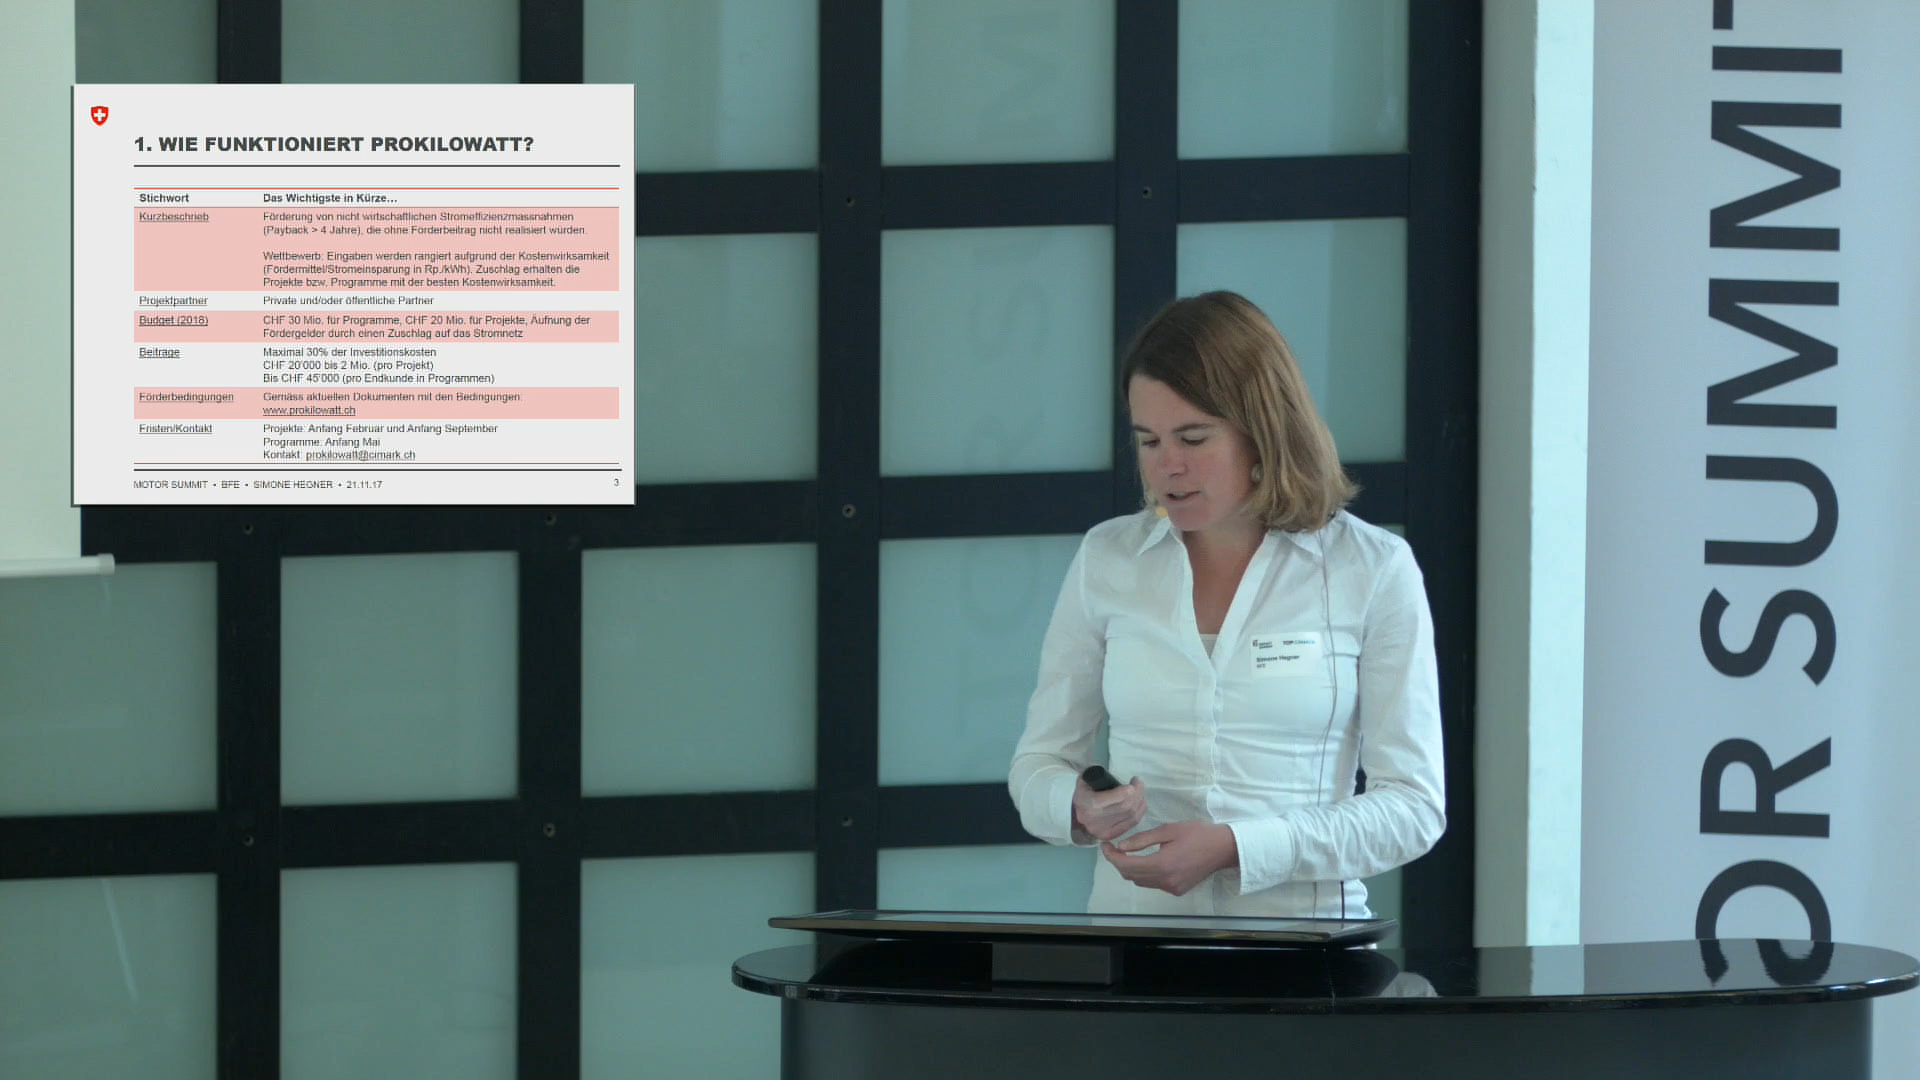 1. WIE FUNKTIONIERT PROKILOWATT?
Stichwort Das Wichtigste in Kürze...
Kurzbeschrieb Förderung von nicht wirtschaftlichen Stromeffizienzmassnahmen
(Payback > 4 Jahre), die ohne Förderbeitrag nicht realisiert würden.
Wettbewerb: Eingaben werden rangiert aufgrund der Kostenwirksamkeit
(Fördermittel/Stromeinsparung in Rp./kWh). Zuschlag erhalten die
Projekte bzw. Programme mit der besten Kostenwirksamkeit.
Projektpartner Private und/oder öffentliche Partner
Budget (2018) CHF 30 Mio. für Programme, CHF 20 Mio. für Projekte, Äufnung der
Fördergelder durch einen Zuschlag auf das Stromnetz
Beiträge Maximal 30% der Investitionskosten
CHF 20'000 bis 2 Mio. (pro Projekt)
Bis CHF 45'000 (pro Endkunde in Programmen)
Förderbedingungen Gemäss aktuellen Dokumenten mit den Bedingungen:
www.prokilowatt.ch
Fristen/Kontakt Projekte: Anfang Februar und Anfang September
Programme: Anfang Mai
Kontakt: prokilowatt@cimark.ch
MOTOR SUMMIT • BFE • SIMONE HEGNER • 21.11.17 3
Simone Hegner
BFE
OR SUMMIT